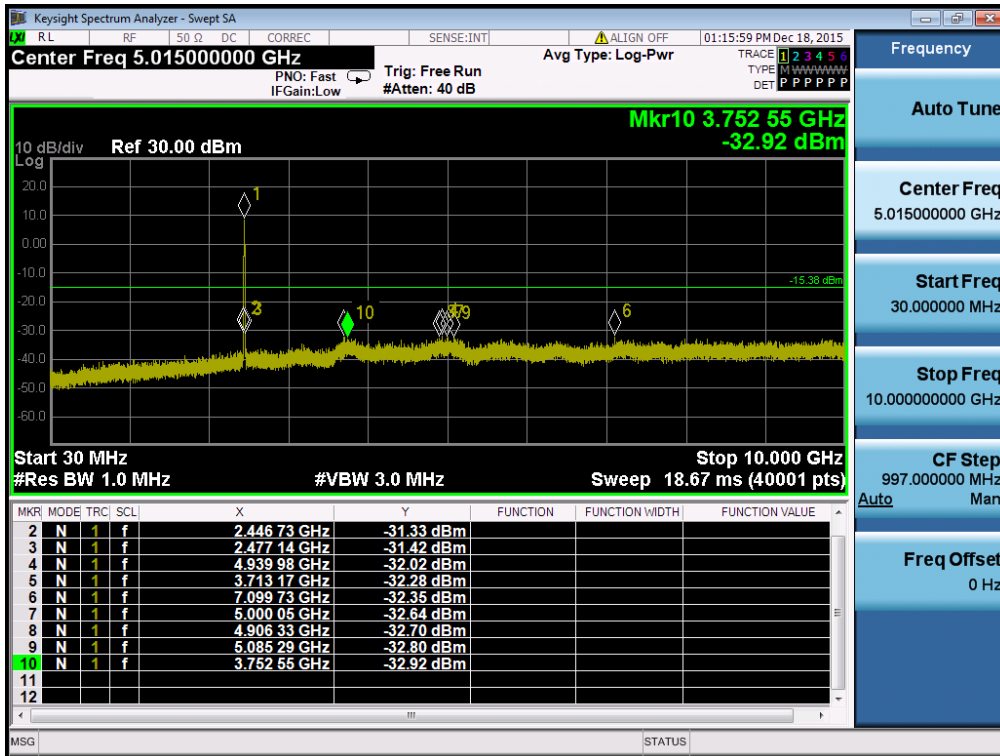 Keysight Spectrum Analyzer - Swept SA
LXI RL RF 50 Ω DC CORREC SENSE:INT ALIGN OFF 01:15:59 PM Dec 18, 2015
Center Freq 5.015000000 GHz
PNO: Fast
IFGain:Low
Trig: Free Run
#Atten: 40 dB
Avg Type: Log-Pwr
TRACE 1 2 3 4 5 6
TYPE M W W W W W
DET P P P P P P
Mkr10 3.752 55 GHz
-32.92 dBm
10 dB/div Ref 30.00 dBm
Log
20.0
10.0
0.00
-10.0
-20.0
-30.0
-40.0
-50.0
-60.0
1
-15.38 dBm
3
10
9
6
Start 30 MHz Stop 10.000 GHz
#Res BW 1.0 MHz #VBW 3.0 MHz Sweep 18.67 ms (40001 pts)
MKR MODE TRC SCL X Y FUNCTION FUNCTION WIDTH FUNCTION VALUE
2 N 1 f 2.446 73 GHz -31.33 dBm
3 N 1 f 2.477 14 GHz -31.42 dBm
4 N 1 f 4.939 98 GHz -32.02 dBm
5 N 1 f 3.713 17 GHz -32.28 dBm
6 N 1 f 7.099 73 GHz -32.35 dBm
7 N 1 f 5.000 05 GHz -32.64 dBm
8 N 1 f 4.906 33 GHz -32.70 dBm
9 N 1 f 5.085 29 GHz -32.80 dBm
10 N 1 f 3.752 55 GHz -32.92 dBm
11
12
MSG STATUS
Frequency
Auto Tune
Center Freq
5.015000000 GHz
Start Freq
30.000000 MHz
Stop Freq
10.000000000 GHz
CF Step
997.000000 MHz
Auto Man
Freq Offset
0 Hz